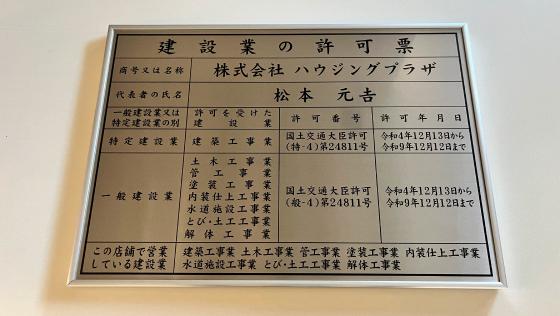 建設業の許可票
商号又は名称 株式会社 ハウジングプラザ
代表者の氏名 松本 元𠮷
一般建設業又は特定建設業の別 許可を受けた建設業 許可番号 許可年月日
特定建設業 建築工事業 国土交通大臣許可(特-4)第24811号 令和4年12月13日から令和9年12月12日まで
一般建設業
土木工事業
管工事業
塗装工事業
内装仕上工事業
水道施設工事業
とび・土工工事業
解体工事業
国土交通大臣許可
(般-4)第24811号
令和4年12月13日から
令和9年12月12日まで
この店舗で営業
している建設業
建築工事業 土木工事業 管工事業 塗装工事業 内装仕上工事業
水道施設工事業 とび・土工工事業 解体工事業